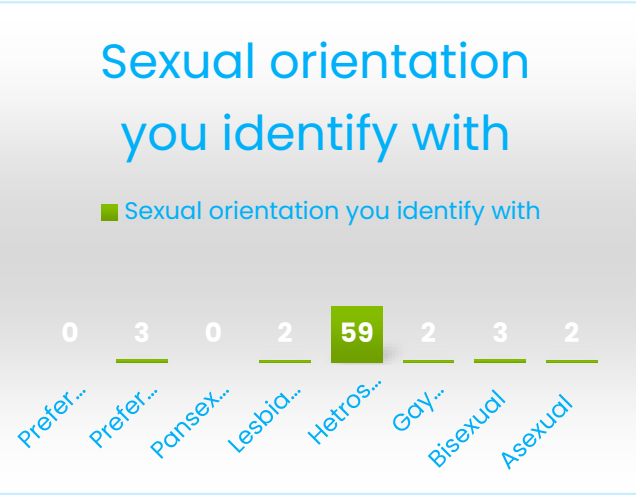 Sexual orientation
you identify with
Sexual orientation you identify with
0 3 0 2 59 2 3 2
Prefer... Prefer... Pansex... Lesbia... Hetros... Gay... Bisexual Asexual